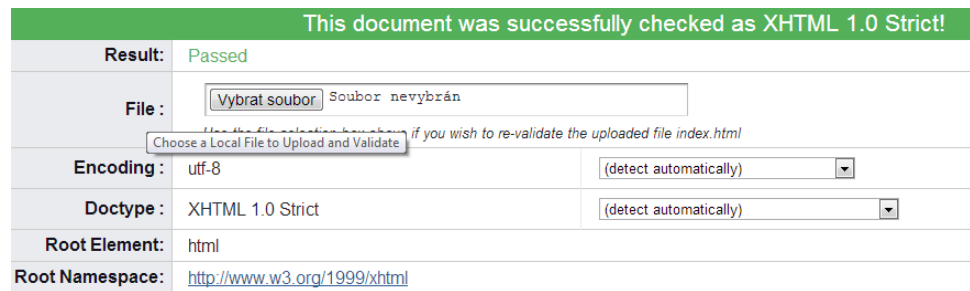 This document was successfully checked as XHTML 1.0 Strict!
Result: Passed
File : Vybrat soubor Soubor nevybrán
if you wish to re-validate the uploaded file index.html
Choose a Local File to Upload and Validate
Encoding : utf-8 (detect automatically)
Doctype : XHTML 1.0 Strict (detect automatically)
Root Element: html
Root Namespace: http://www.w3.org/1999/xhtml